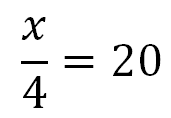 x/4 = 20